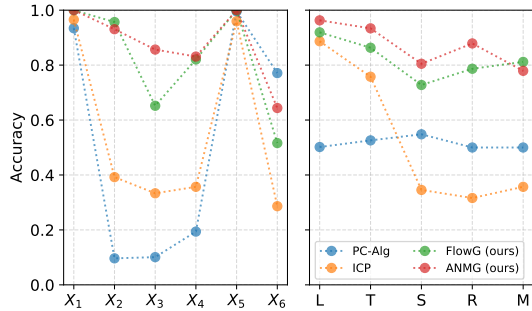 Accuracy
1.0
0.8
0.6
0.4
0.2
0.0
X₁ X₂ X₃ X₄ X₅ X₆
L T S R M
PC-Alg FlowG (ours)
ICP ANMG (ours)